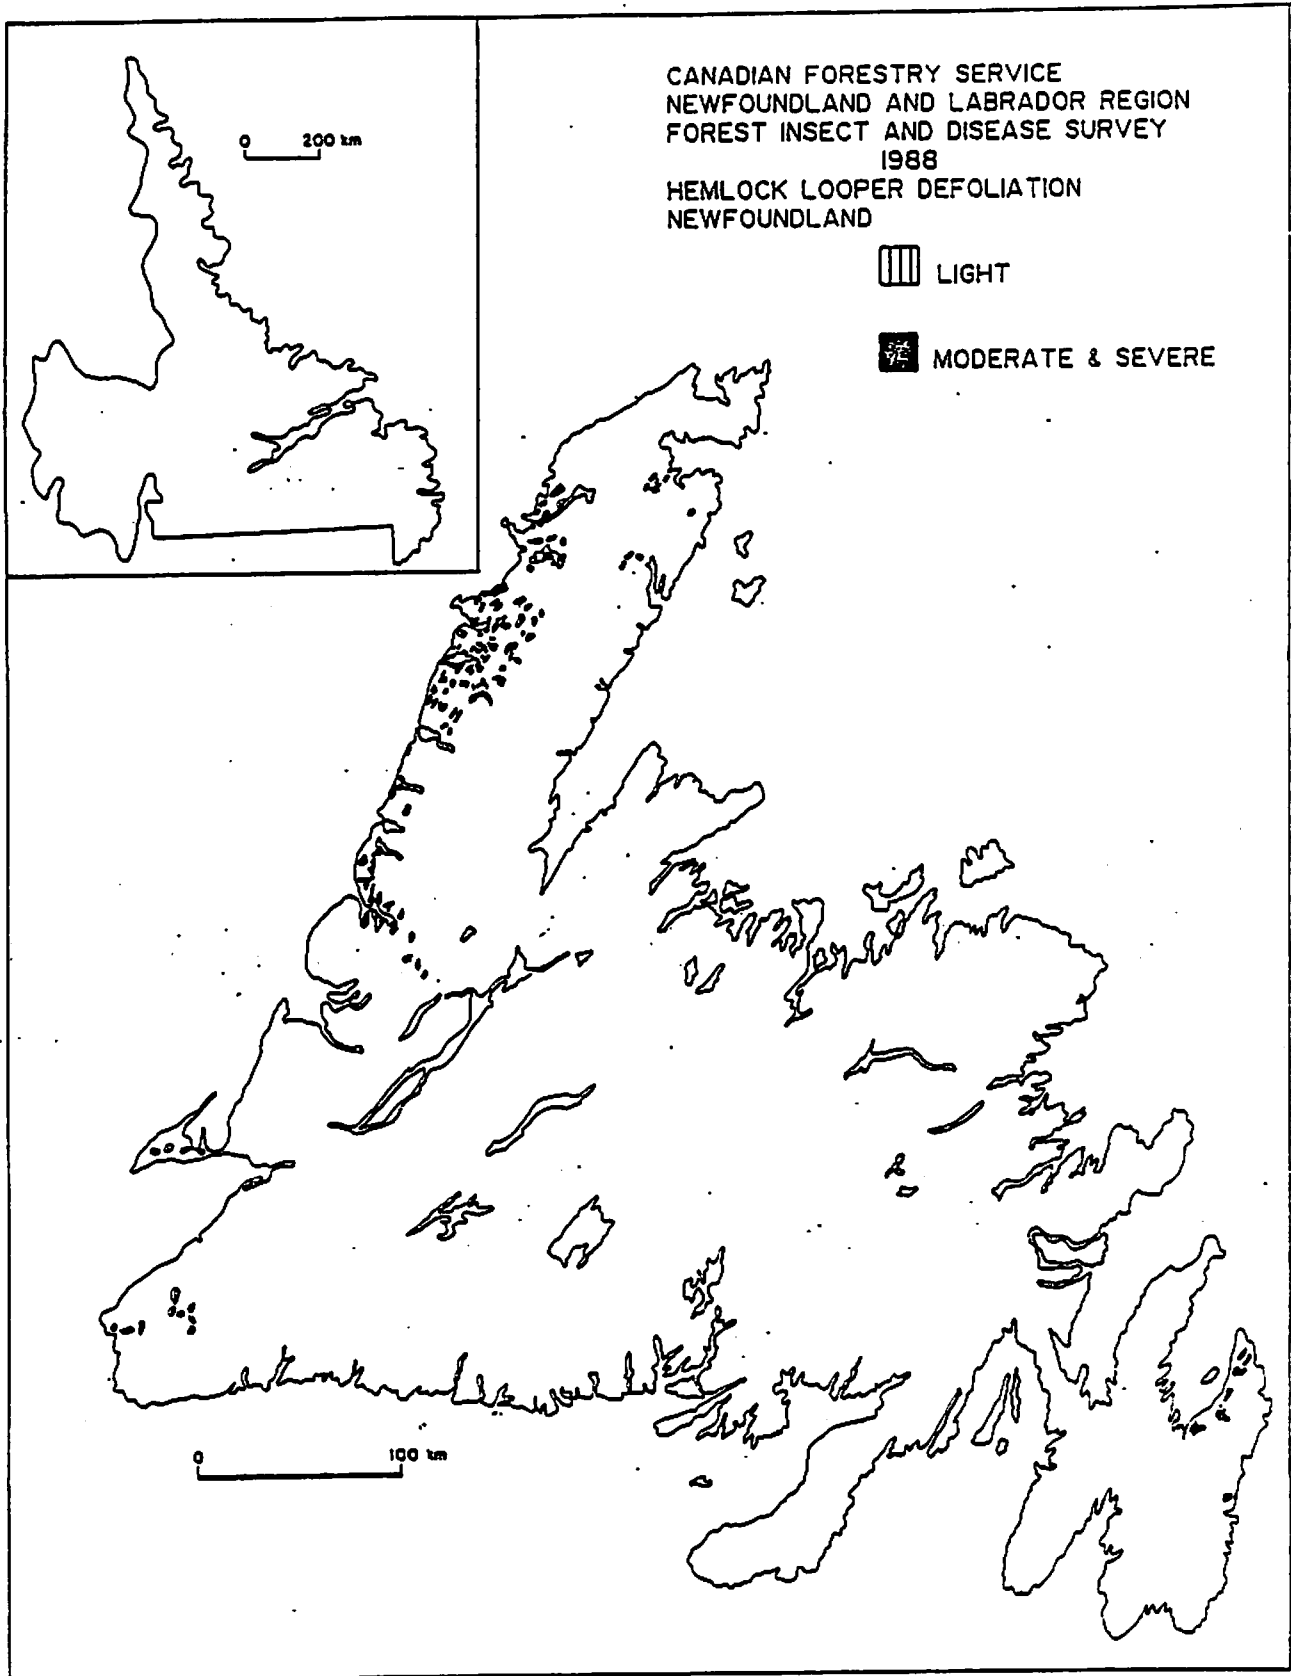 CANADIAN FORESTRY SERVICE
NEWFOUNDLAND AND LABRADOR REGION
FOREST INSECT AND DISEASE SURVEY
1988
HEMLOCK LOOPER DEFOLIATION
NEWFOUNDLAND
LIGHT
MODERATE & SEVERE
0 200 km
0 100 km